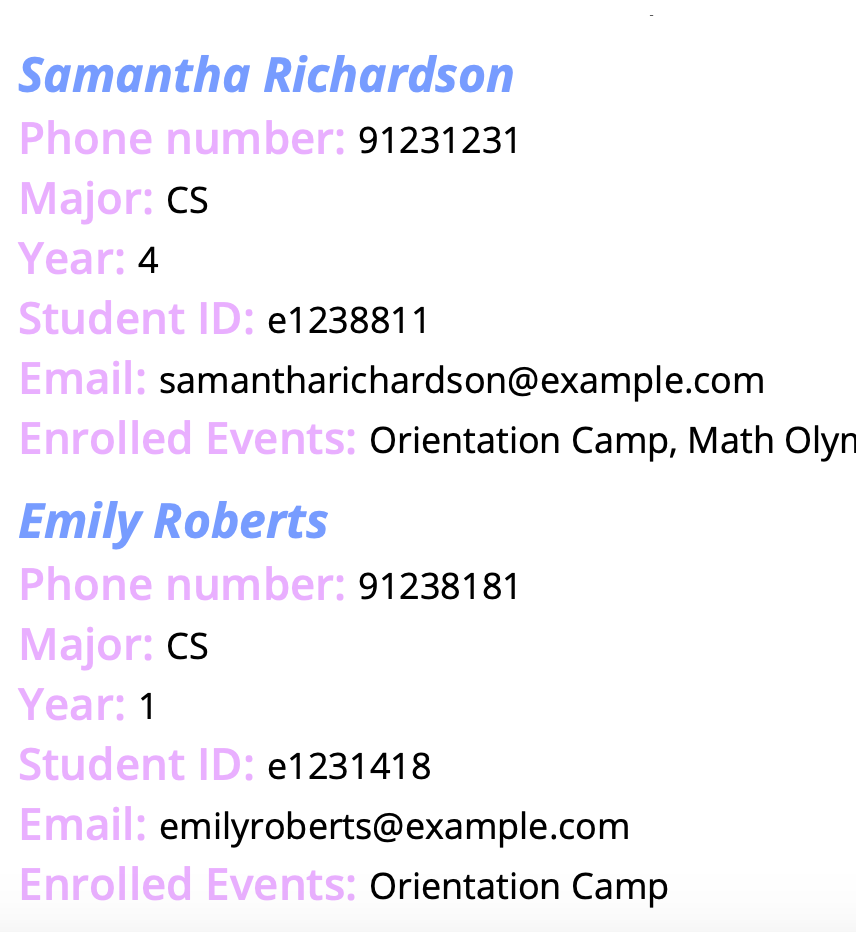 Samantha Richardson
Phone number: 91231231
Major: CS
Year: 4
Student ID: e1238811
Email: samantharichardson@example.com
Enrolled Events: Orientation Camp, Math
Emily Roberts
Phone number: 91238181
Major: CS
Year: 1
Student ID: e1231418
Email: emilyroberts@example.com
Enrolled Events: Orientation Camp